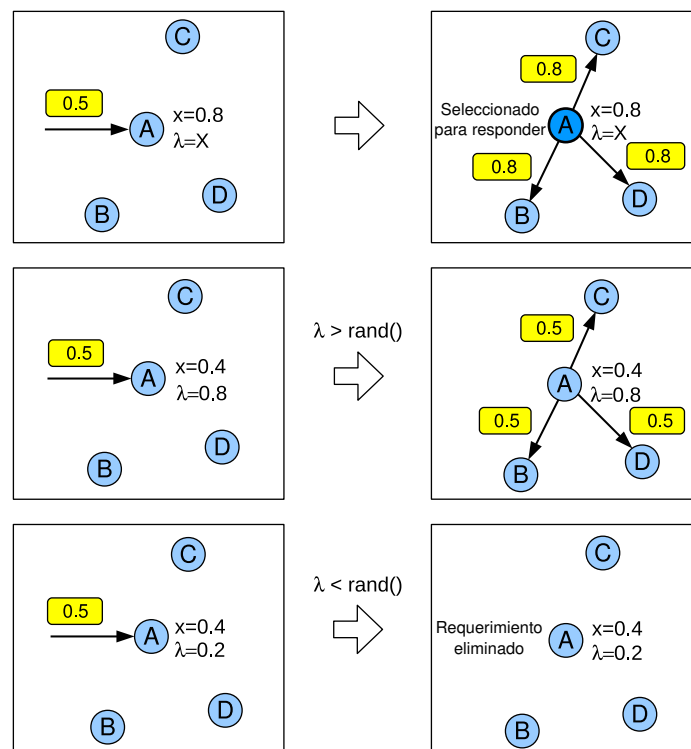 C
0.5
A
x=0.8
λ=X
B
D
C
0.8
Seleccionado
para responder
A
x=0.8
λ=X
0.8
0.8
B
D
C
0.5
A
x=0.4
λ=0.8
B
D
λ > rand()
C
0.5
A
x=0.4
λ=0.8
0.5
0.5
B
D
C
0.5
A
x=0.4
λ=0.2
B
D
λ < rand()
C
Requerimiento
eliminado
A
x=0.4
λ=0.2
B
D